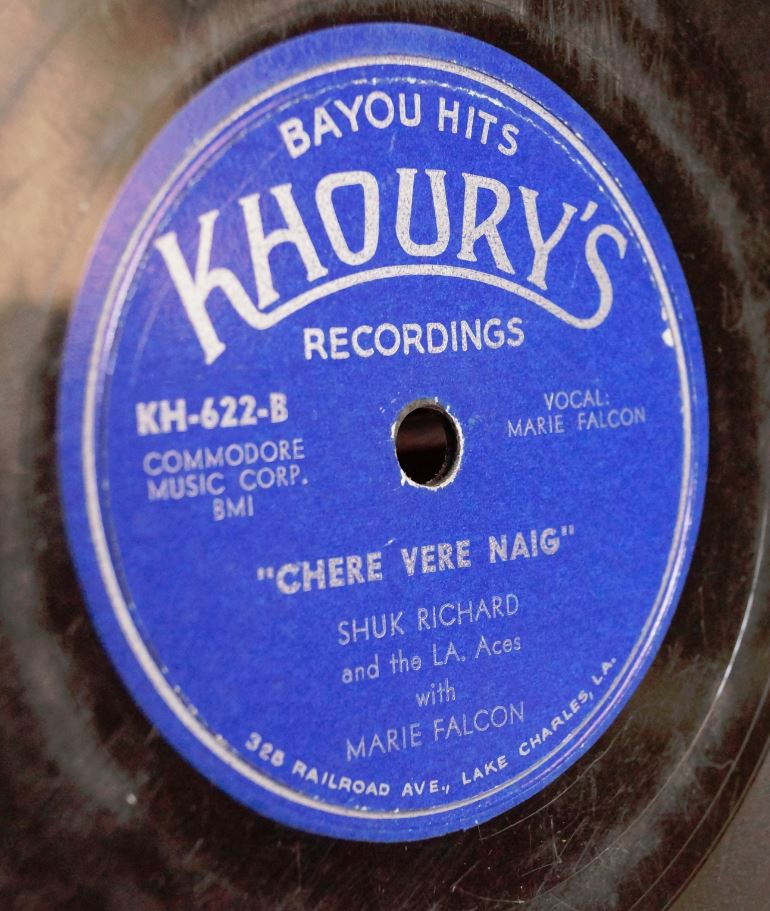 BAYOU HITS
KHOURY'S
RECORDINGS
KH-622-B
COMMODORE
MUSIC CORP.
BMI
VOCAL:
MARIE FALCON
"CHERE VERE NAIG"
SHUK RICHARD
and the LA. Aces
with
MARIE FALCON
328 RAILROAD AVE., LAKE CHARLES, LA.